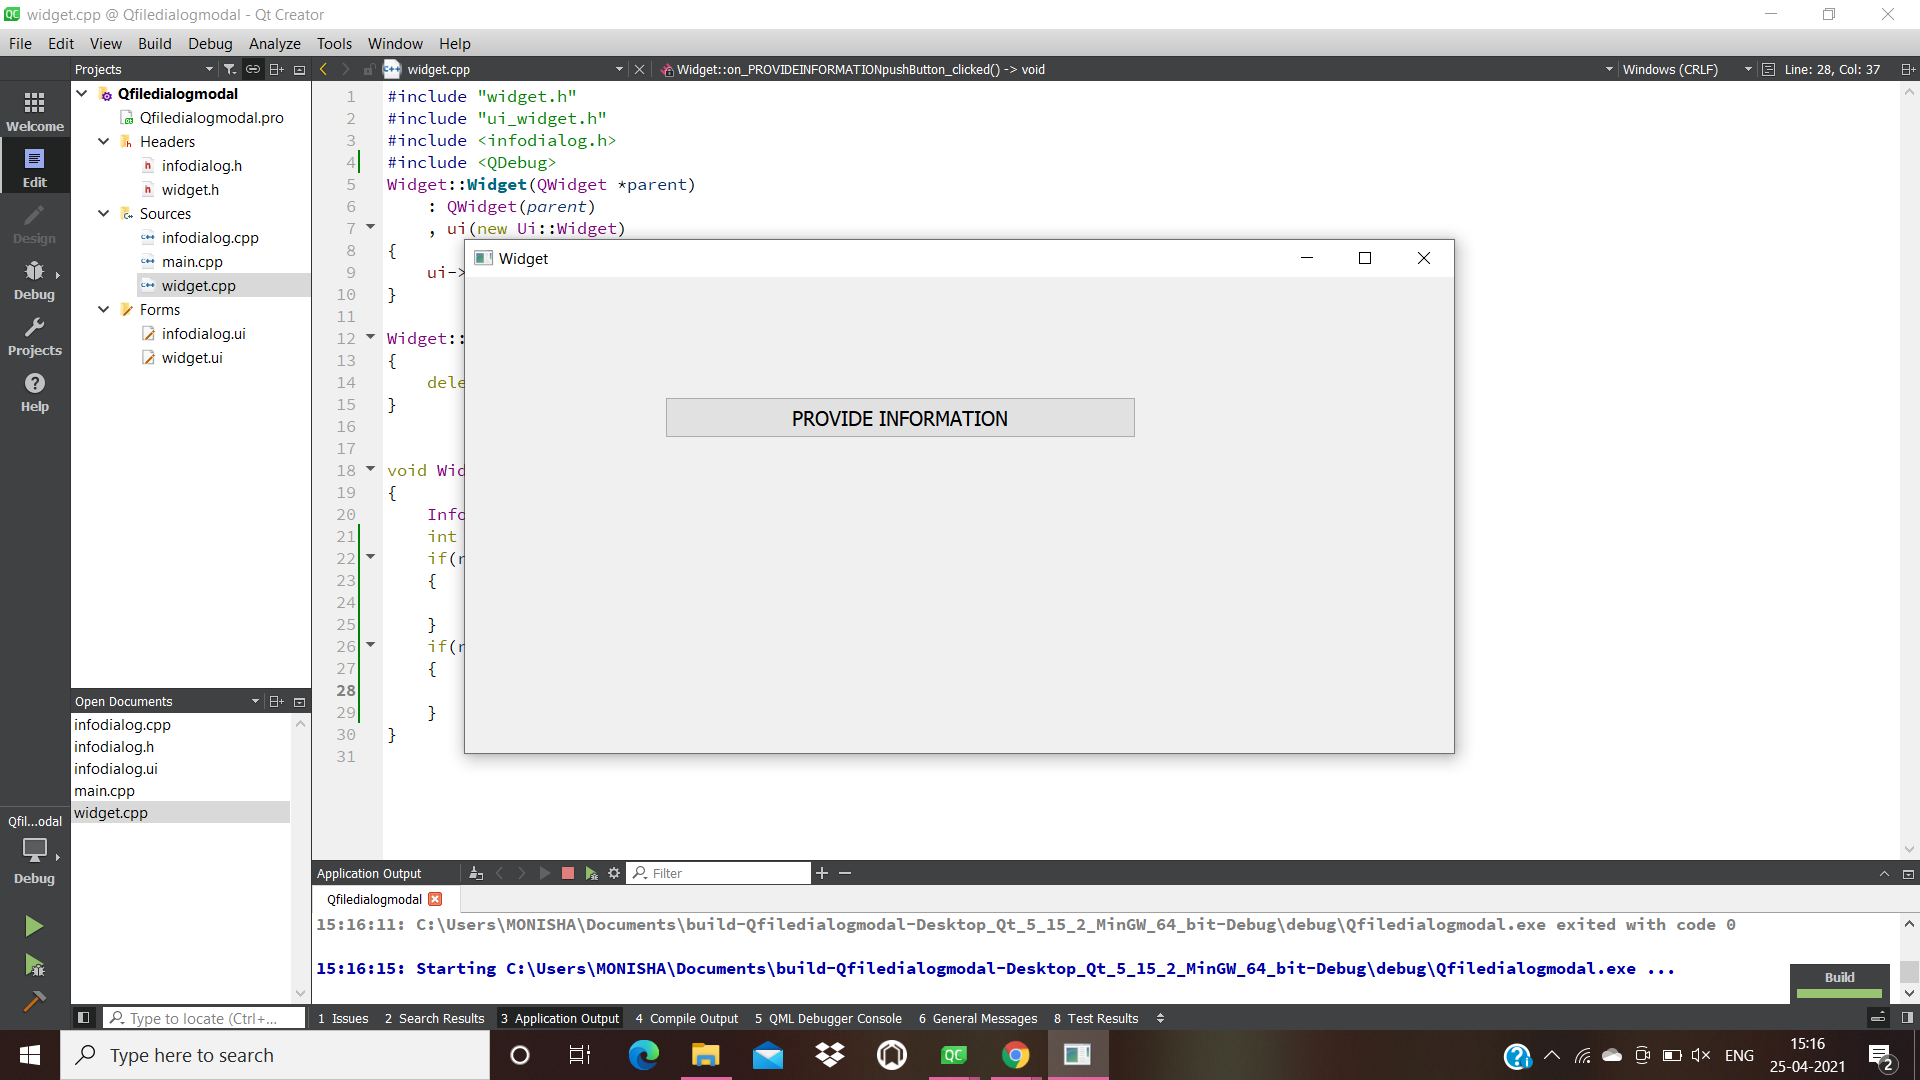 widget.cpp @ Qfiledialogmodal - Qt Creator
File Edit View Build Debug Analyze Tools Window Help
Projects
widget.cpp
Widget::on_PROVIDEINFORMATIONpushButton_clicked() -> void
Windows (CRLF)
Line: 28, Col: 37
Welcome
Edit
Design
Debug
Projects
Help
Qfiledialogmodal
Qfiledialogmodal.pro
Headers
infodialog.h
widget.h
Sources
infodialog.cpp
main.cpp
widget.cpp
Forms
infodialog.ui
widget.ui
1 #include "widget.h"
2 #include "ui_widget.h"
3 #include <infodialog.h>
4 #include <QDebug>
5 Widget::Widget(QWidget *parent)
6 : QWidget(parent)
7 , ui(new Ui::Widget)
8 {
9 ui->
10 }
11
12 Widget::
13 {
14 dele
15 }
16
17
18 void Wid
19 {
20 Info
21 int
22 if(r
23 {
24
25 }
26 if(r
27 {
28
29 }
30 }
31
Widget
PROVIDE INFORMATION
Open Documents
infodialog.cpp
infodialog.h
infodialog.ui
main.cpp
widget.cpp
Qfil...odal
Debug
Application Output
Filter
Qfiledialogmodal
15:16:11: C:\Users\MONISHA\Documents\build-Qfiledialogmodal-Desktop_Qt_5_15_2_MinGW_64_bit-Debug\debug\Qfiledialogmodal.exe exited with code 0
15:16:15: Starting C:\Users\MONISHA\Documents\build-Qfiledialogmodal-Desktop_Qt_5_15_2_MinGW_64_bit-Debug\debug\Qfiledialogmodal.exe ...
Build
Type to locate (Ctrl+...
1 Issues 2 Search Results 3 Application Output 4 Compile Output 5 QML Debugger Console 6 General Messages 8 Test Results
Type here to search
QC
ENG
15:16
25-04-2021
2